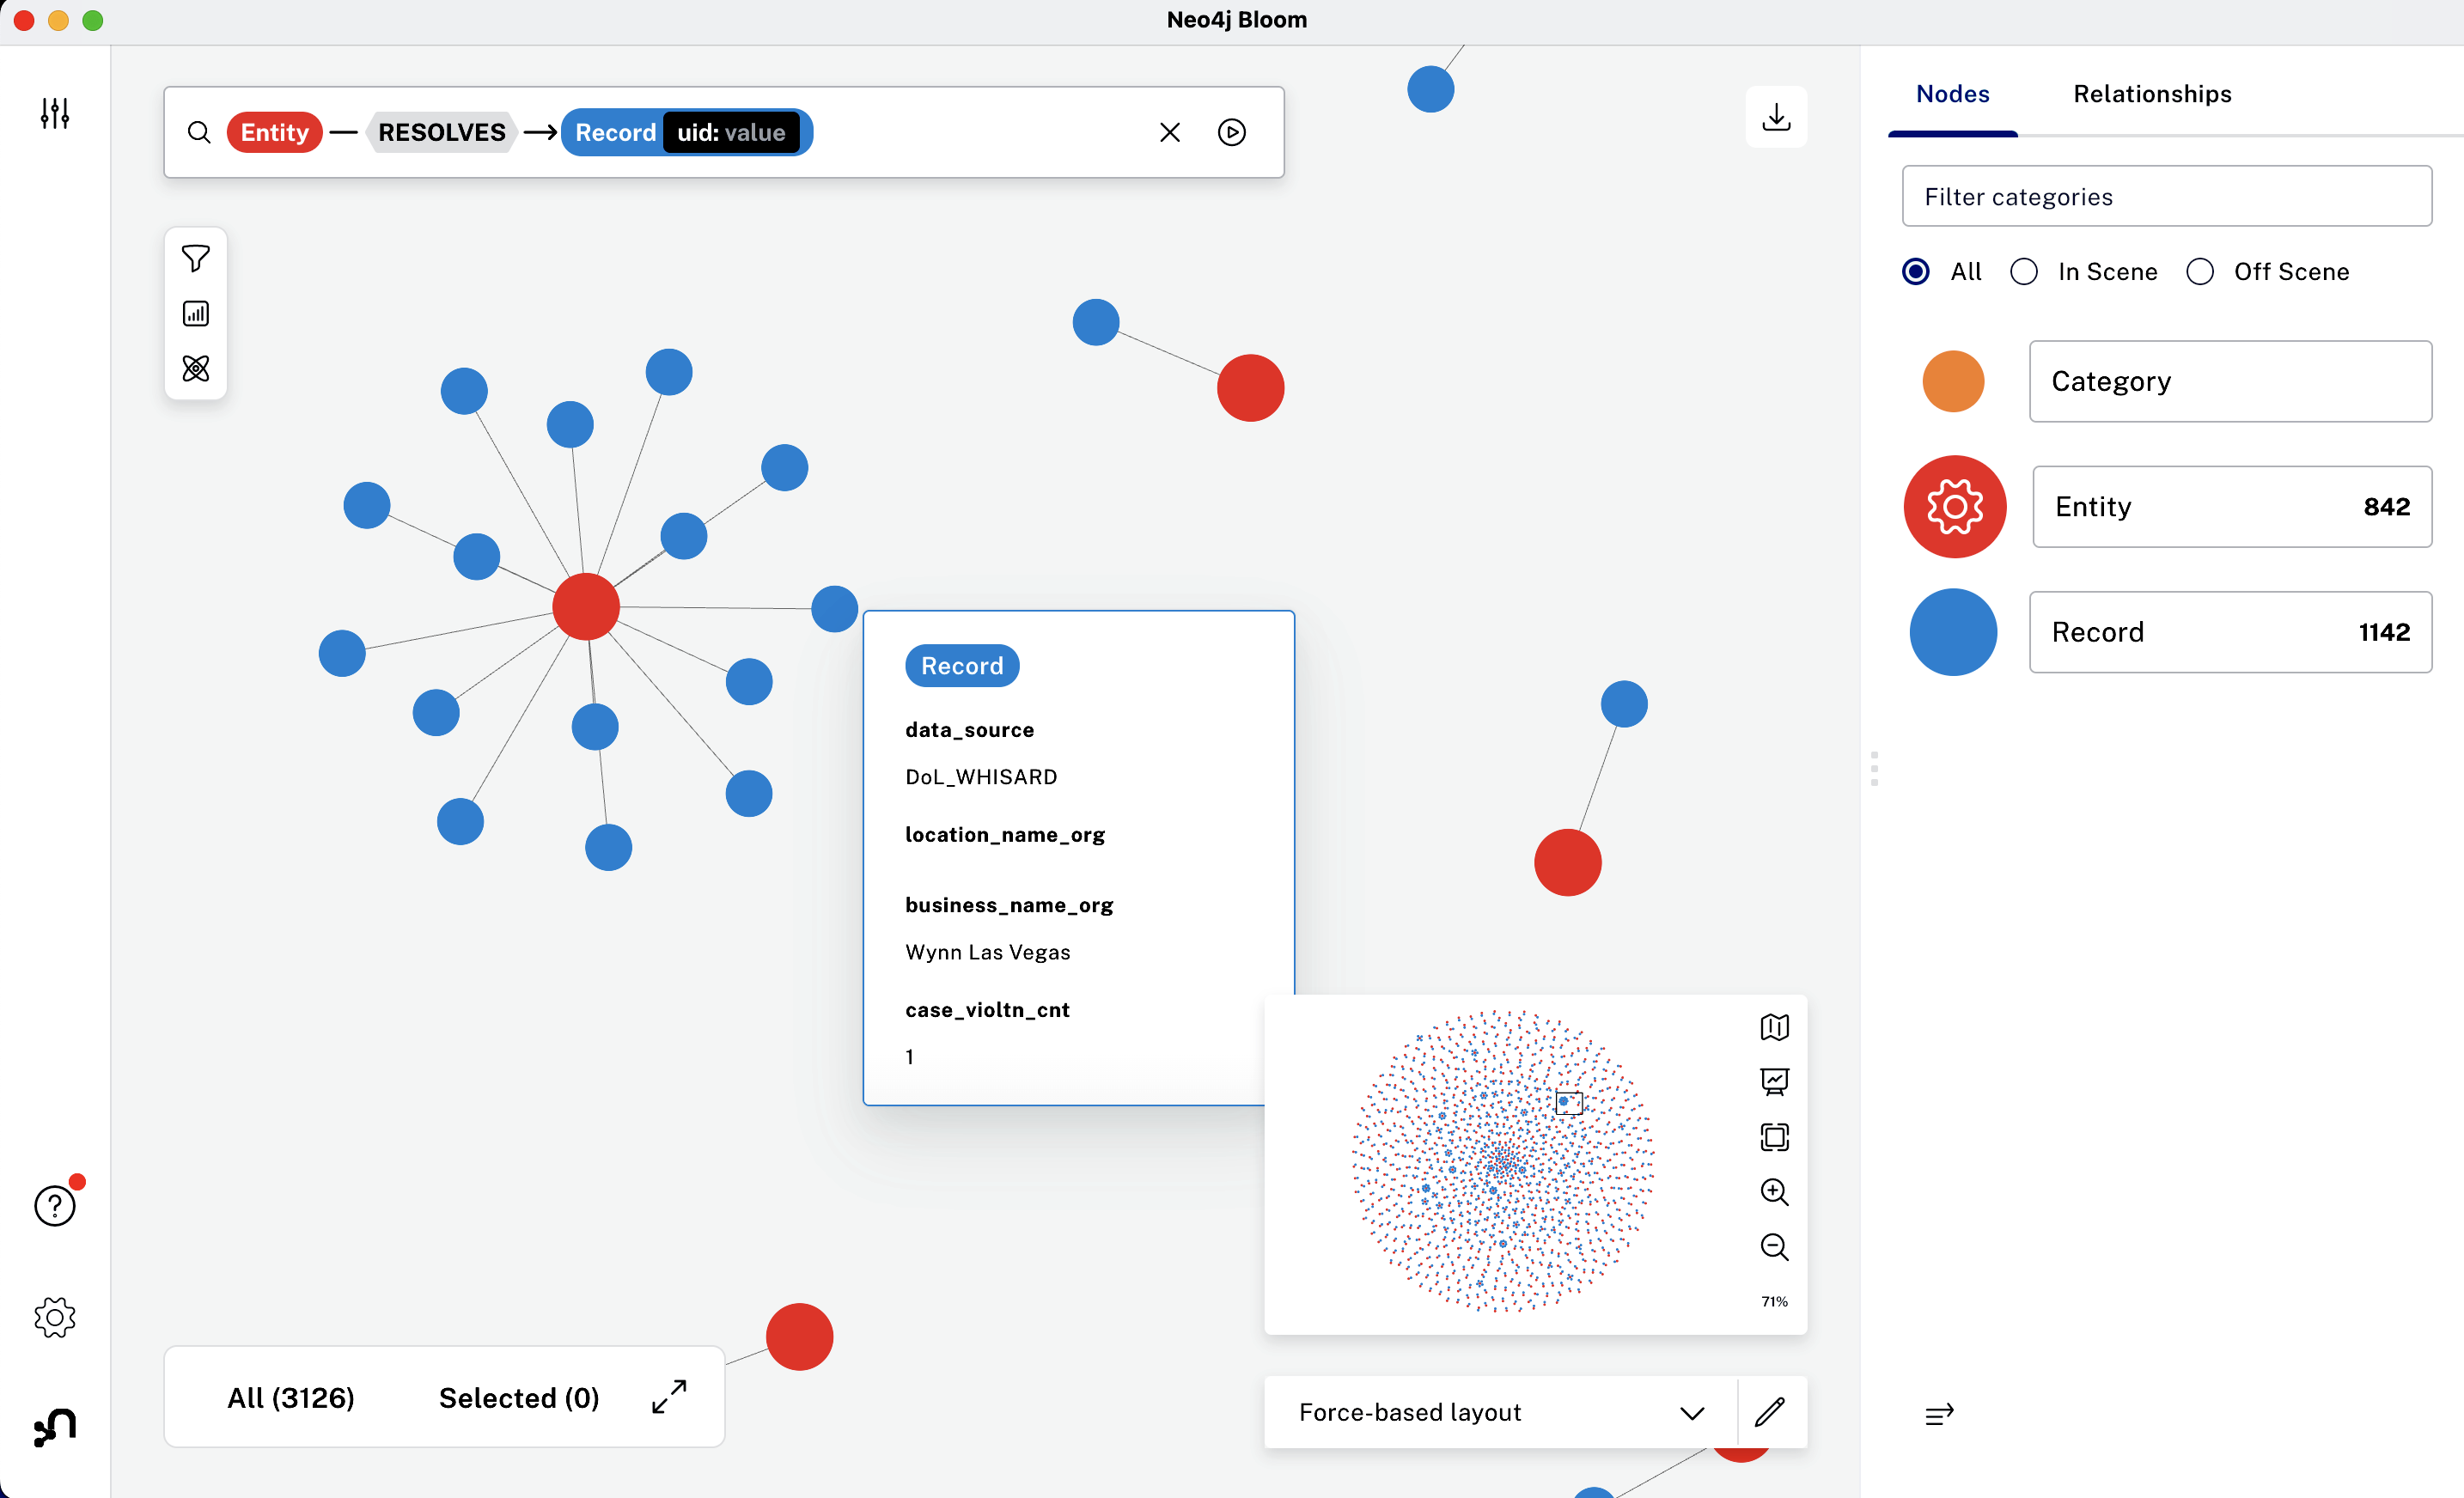 Neo4j Bloom
Entity RESOLVES Record uid: value
Nodes Relationships
Filter categories
All In Scene Off Scene
Category
Entity 842
Record 1142
Record
data_source
DoL_WHISARD
location_name_org
business_name_org
Wynn Las Vegas
case_violtn_cnt
1
71%
All (3126) Selected (0)
Force-based layout